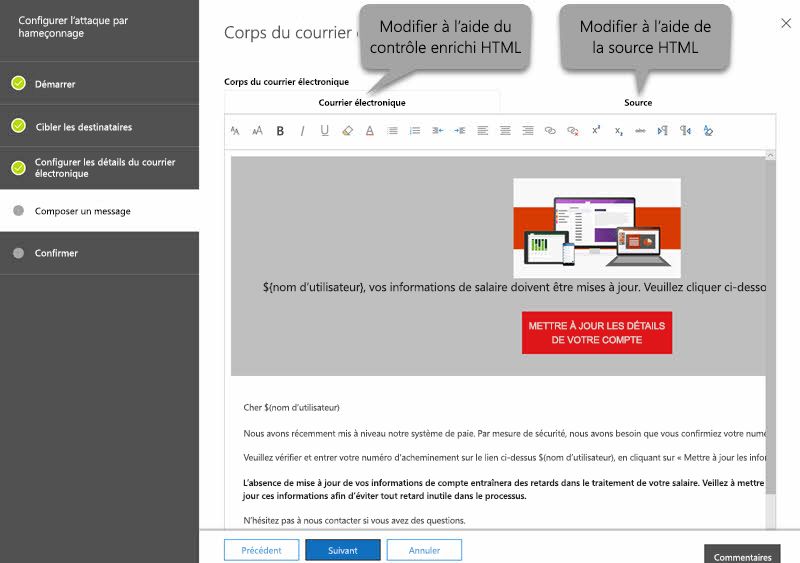 Configurer l'attaque par
hameçonnage
Démarrer
Cibler les destinataires
Configurer les détails du courrier
électronique
Composer un message
Confirmer
Corps du courrier
Modifier à l'aide du
contrôle enrichi HTML
Modifier à l'aide de
la source HTML
Corps du courrier électronique
Courrier électronique
Source
${nom d'utilisateur), vos informations de salaire doivent être mises à jour. Veuillez cliquer ci-desso
METTRE À JOUR LES DÉTAILS
DE VOTRE COMPTE
Cher ${nom d'utilisateur)
Nous avons récemment mis à niveau notre système de paie. Par mesure de sécurité, nous avons besoin que vous confirmiez votre numé
Veuillez vérifier et entrer votre numéro d'acheminement sur le lien ci-dessus ${nom d'utilisateur), en cliquant sur « Mettre à jour les infor
L'absence de mise à jour de vos informations de compte entraînera des retards dans le traitement de votre salaire. Veillez à mettre
jour ces informations afin d'éviter tout retard inutile dans le processus.
N'hésitez pas à nous contacter si vous avez des questions.
Précédent
Suivant
Annuler
Commentaires